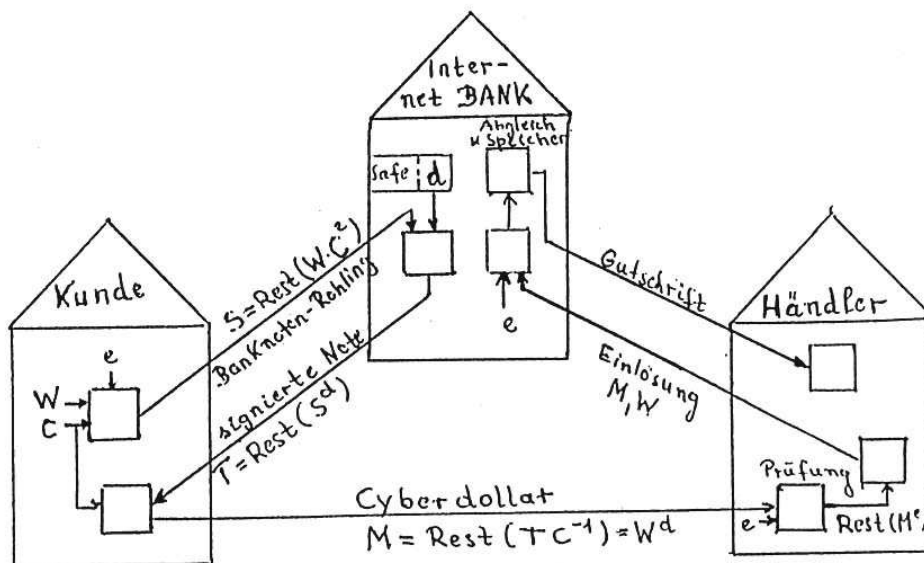 Inter-
net BANK
Abgleich
u Speicher
Safe d
e
Kunde
e
W
C
S=Rest(W·C²)
Banknoten-Rohling
signierte Note
T=Rest(S^d)
Gutschrift
Einlösung
M, W
Händler
Prüfung
e
Rest(M^e)
Cyberdollar
M = Rest (T C⁻¹) = W^d